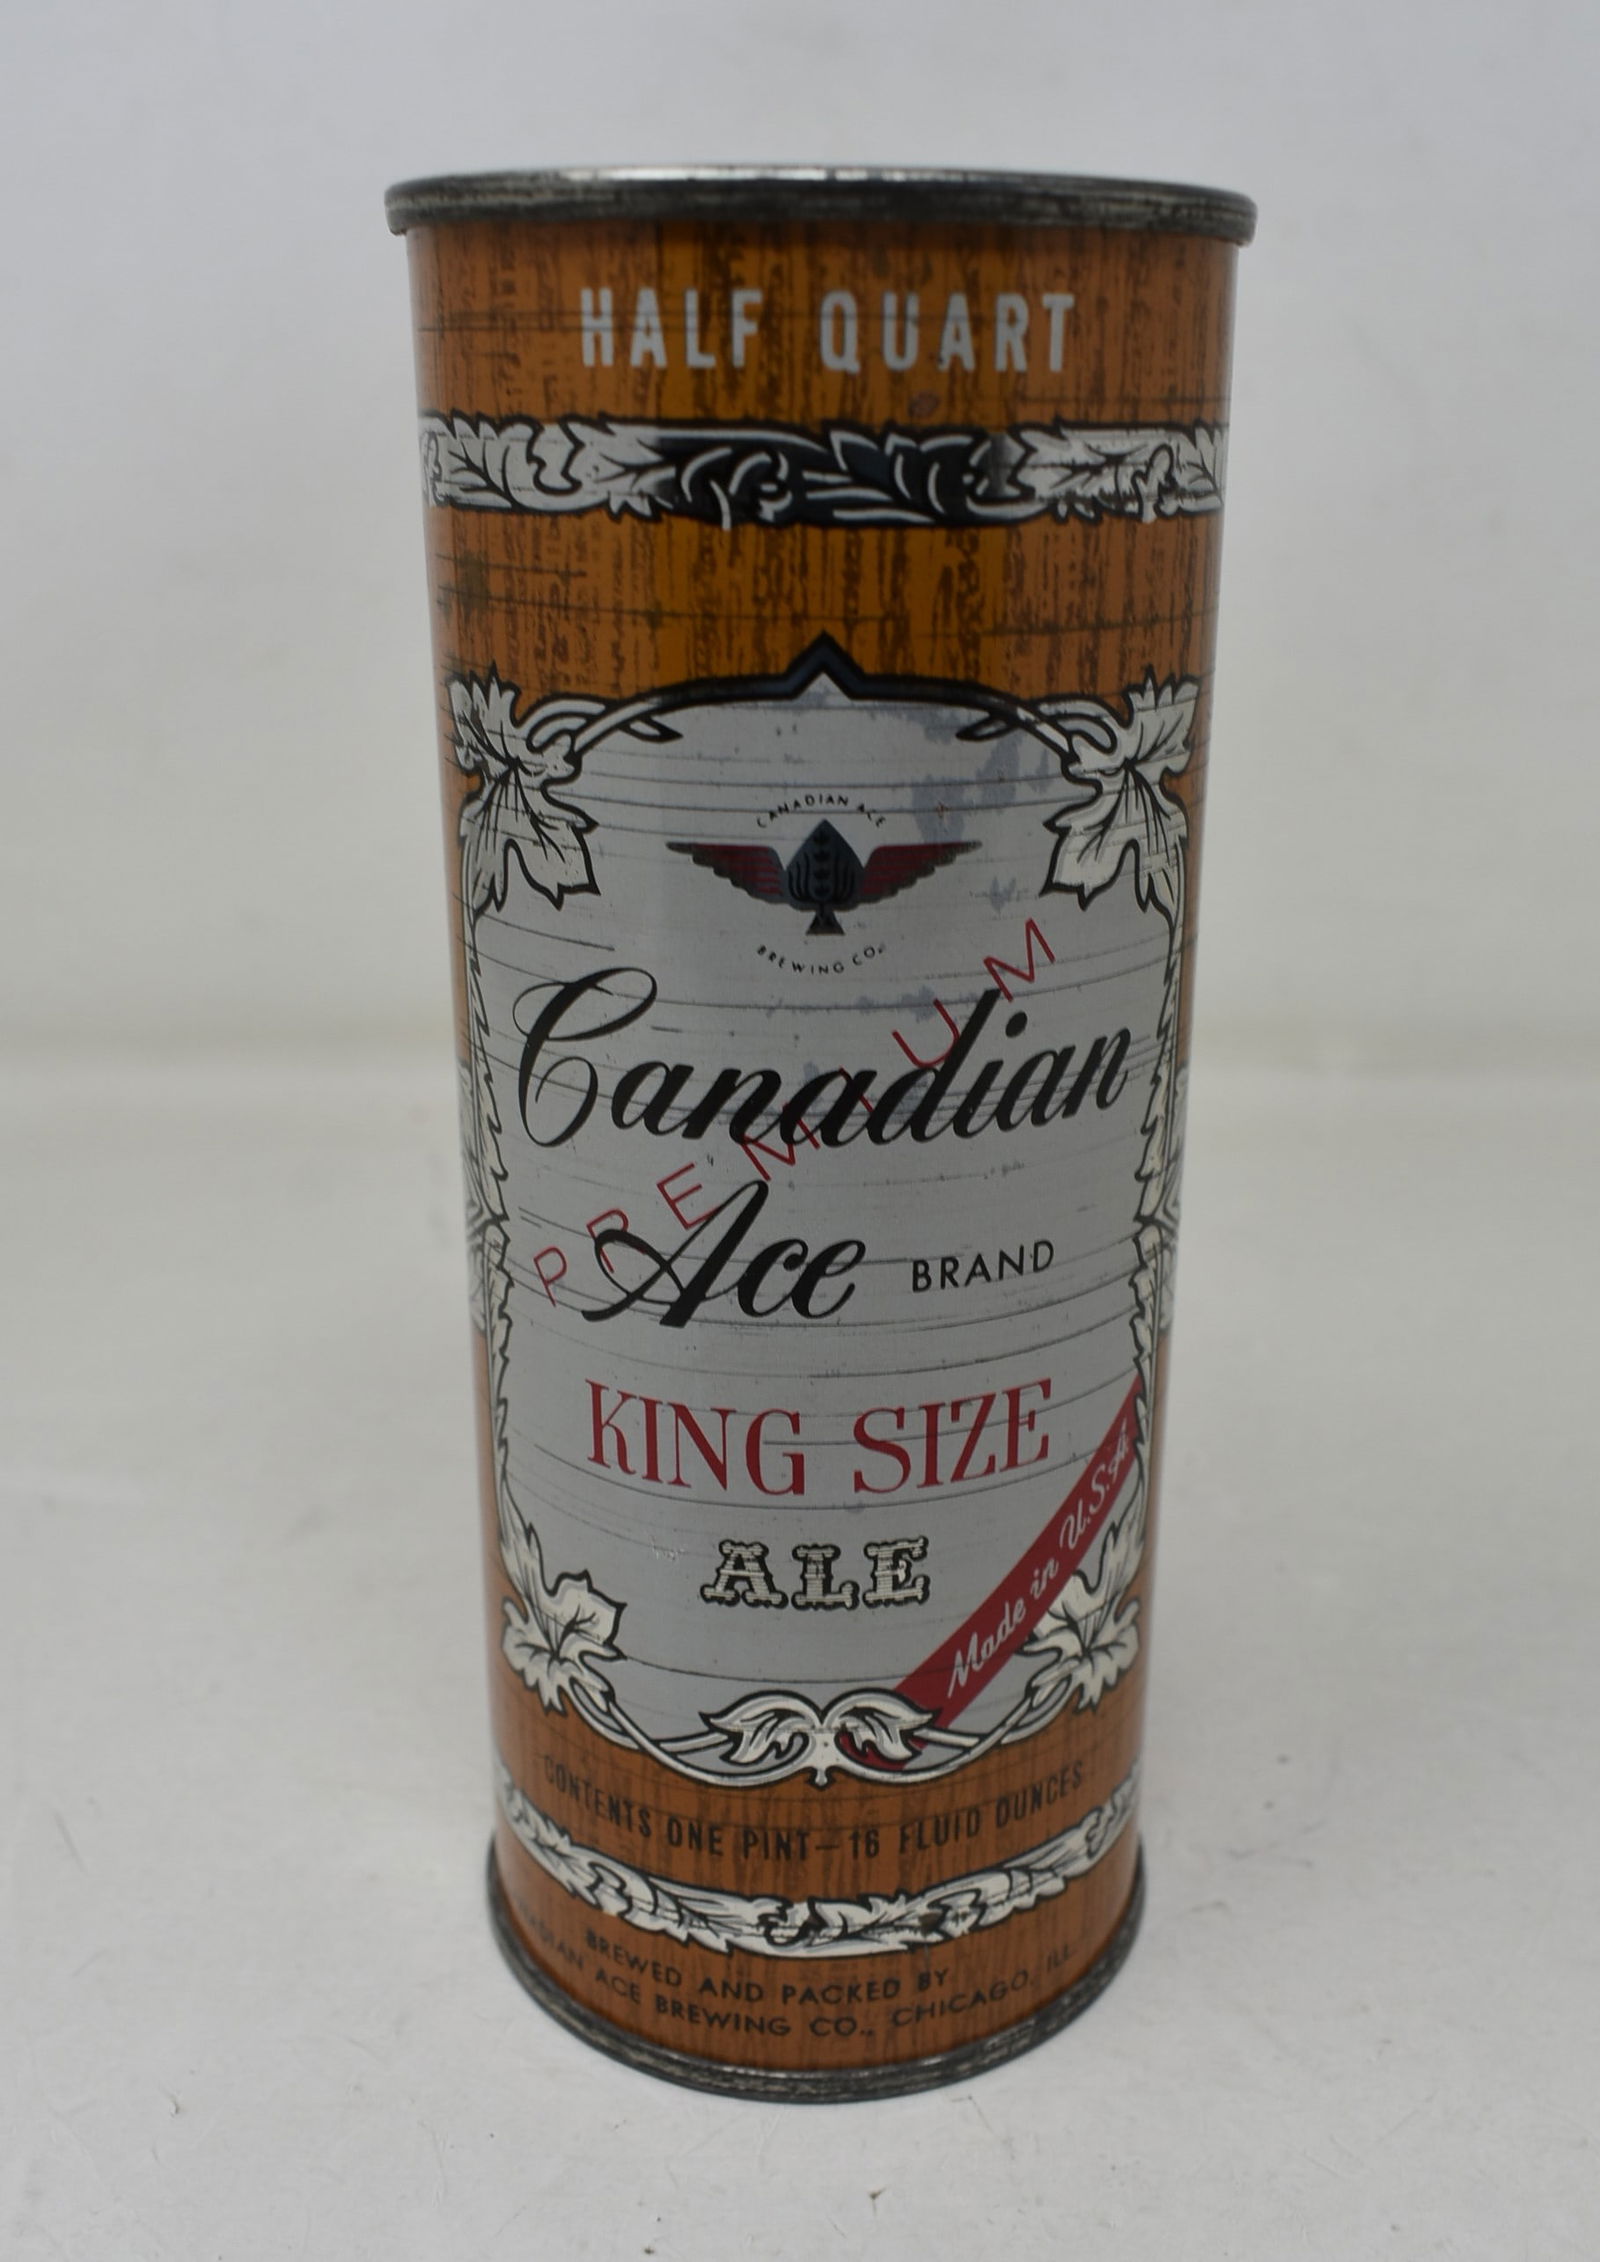 HALF QUART
CANADIAN ACE
BREWING CO.
Canadian
PREMIUM
Ace BRAND
KING SIZE
ALE
Made in U.S.A.
CONTENTS ONE PINT—16 FLUID OUNCES
BREWED AND PACKED BY
ACE BREWING CO., CHICAGO, ILL.